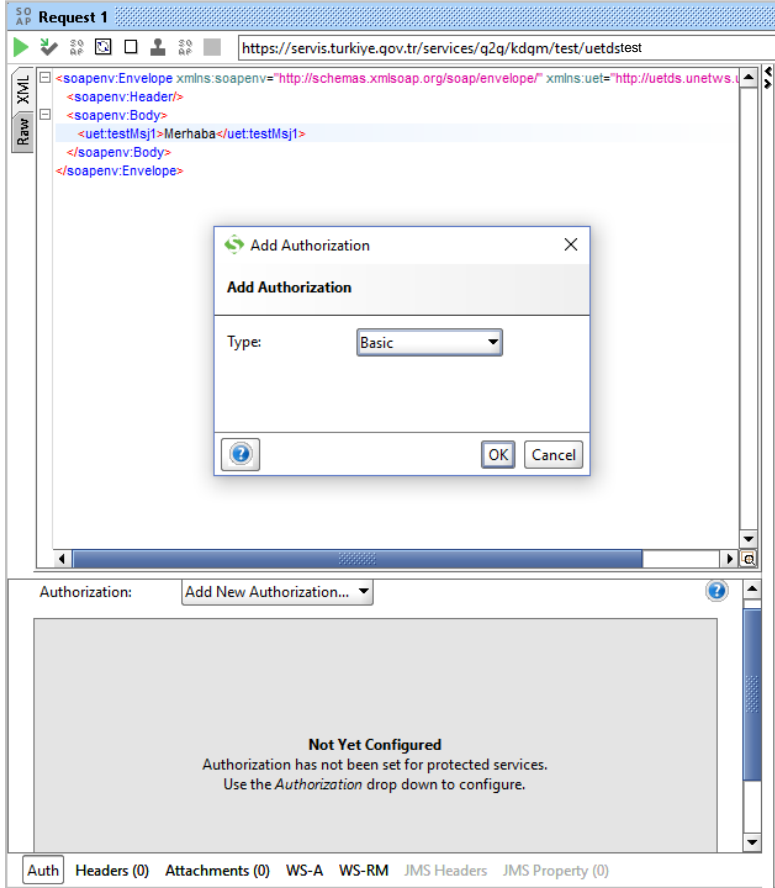 SO AP Request 1
https://servis.turkiye.gov.tr/services/g2g/kdgm/test/uetdstest
XML
Raw
<soapenv:Envelope xmlns:soapenv="http://schemas.xmlsoap.org/soap/envelope/" xmlns:uet="http://uetds.unetws.u
<soapenv:Header/>
<soapenv:Body>
<uet:testMsj1>Merhaba</uet:testMsj1>
</soapenv:Body>
</soapenv:Envelope>
Add Authorization
Add Authorization
Type: Basic
OK Cancel
Authorization: Add New Authorization...
Not Yet Configured
Authorization has not been set for protected services.
Use the Authorization drop down to configure.
Auth Headers (0) Attachments (0) WS-A WS-RM JMS Headers JMS Property (0)